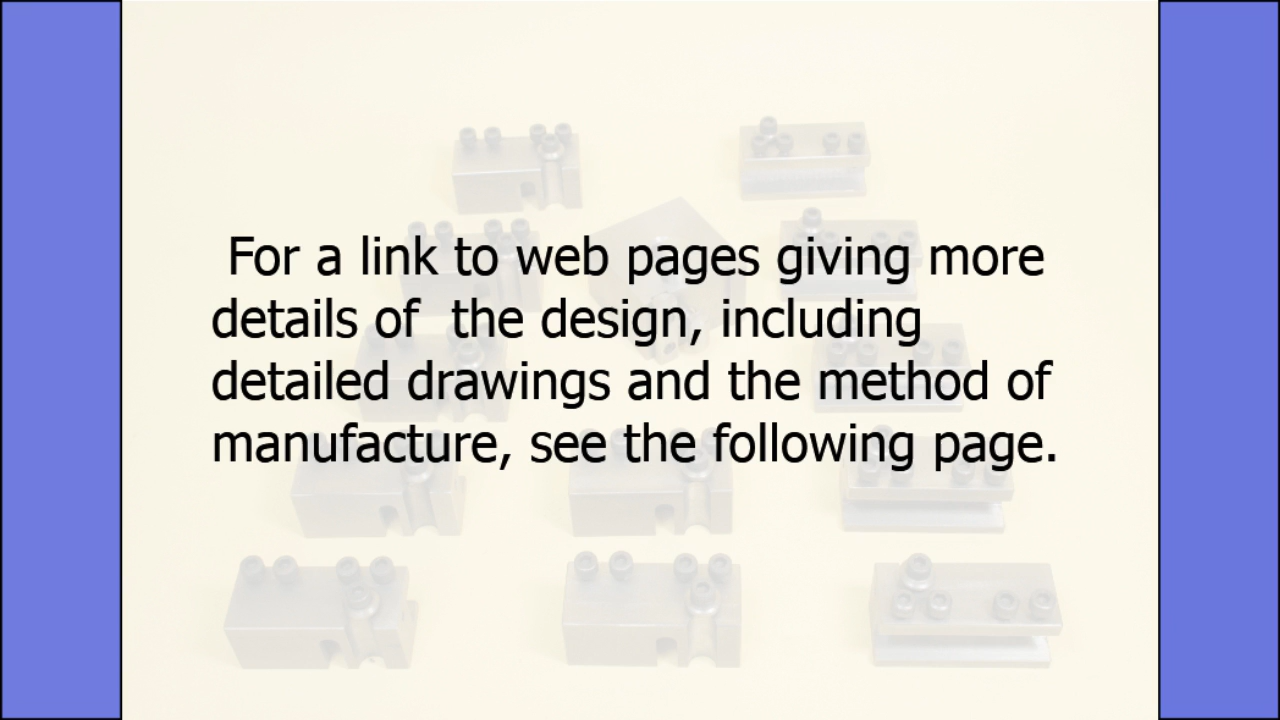 For a link to web pages giving more
details of  the design, including
detailed drawings and the method of
manufacture, see the following page.